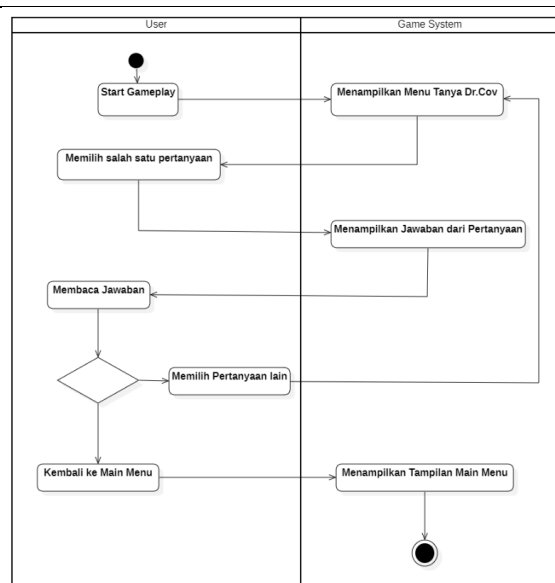 User
Game System
Start Gameplay
Menampilkan Menu Tanya Dr.Cov
Memilih salah satu pertanyaan
Menampilkan Jawaban dari Pertanyaan
Membaca Jawaban
Memilih Pertanyaan lain
Kembali ke Main Menu
Menampilkan Tampilan Main Menu